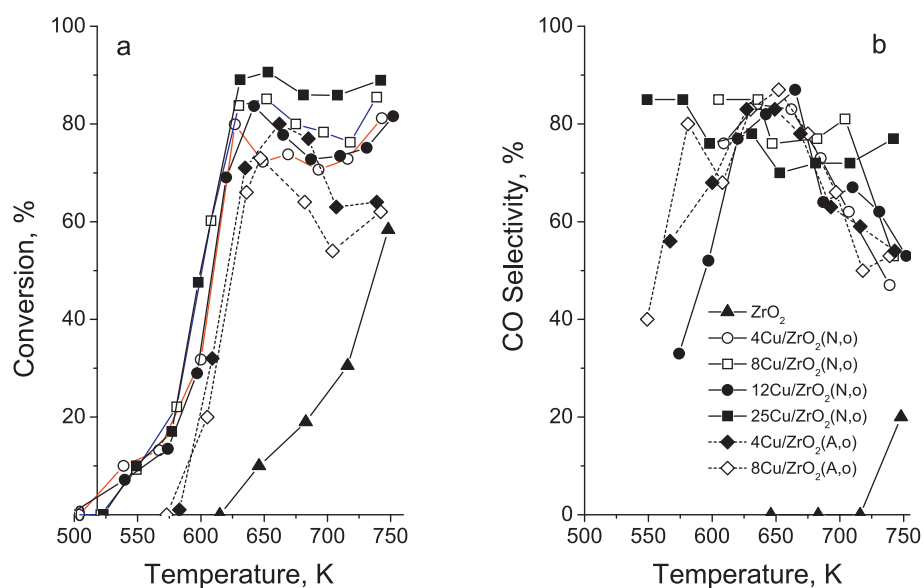 a
100
80
60
40
20
0
Conversion, %
500 550 600 650 700 750
Temperature, K
b
100
80
60
40
20
0
CO Selectivity, %
ZrO₂
4Cu/ZrO₂(N,o)
8Cu/ZrO₂(N,o)
12Cu/ZrO₂(N,o)
25Cu/ZrO₂(N,o)
4Cu/ZrO₂(A,o)
8Cu/ZrO₂(A,o)
500 550 600 650 700 750
Temperature, K